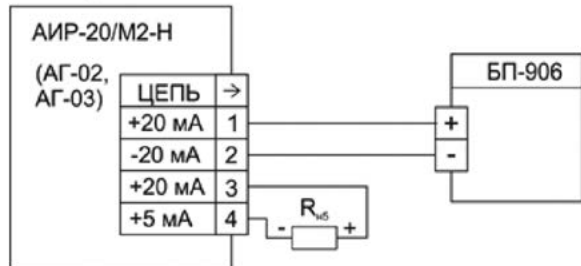 АИР-20/М2-Н
(АГ-02,
АГ-03)
ЦЕПЬ →
+20 мА 1
-20 мА 2
+20 мА 3
+5 мА 4
Rн5
- +
БП-906
+
-